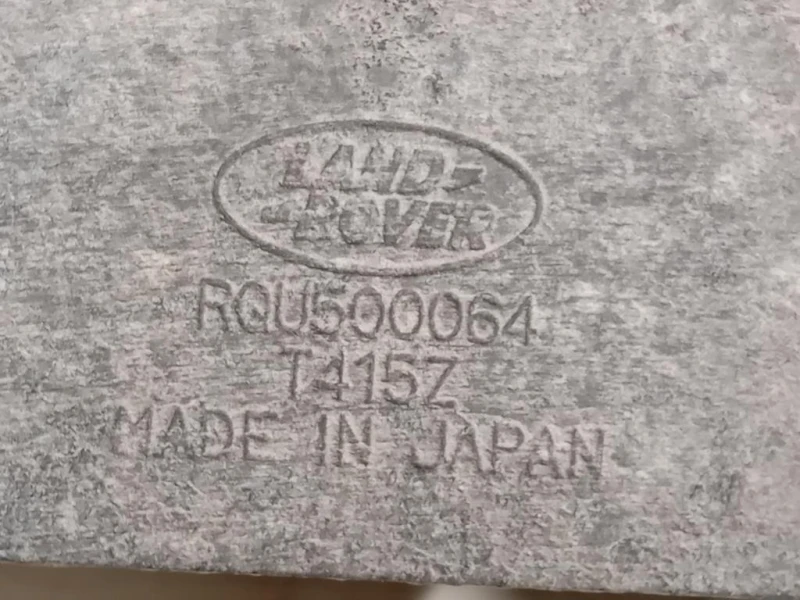 LAND-
-ROVER
RQU500064
T415Z
MADE IN JAPAN